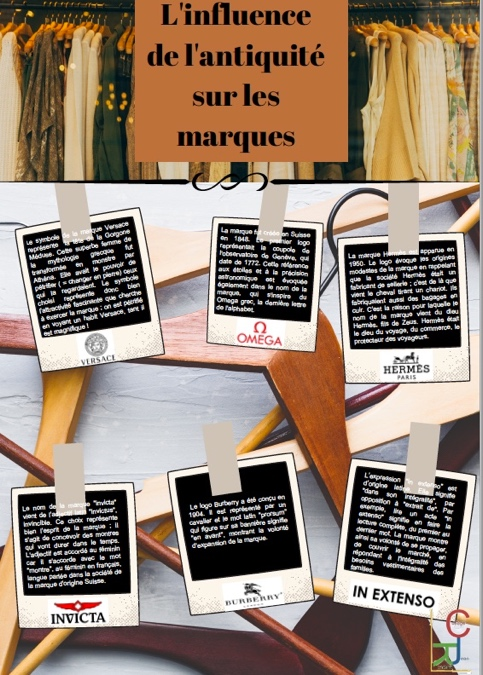 L'influence
de l'antiquité
sur les
marques
Le symbole de la marque Versace
représente la tête de la Gorgone
Méduse. Cette superbe femme de
la mythologie grecque fut
transformée en monstre par
Athéna. Elle avait le pouvoir de
pétrifier ( = changer en pierre) ceux
qui la regardaient. Le symbole
choisi représente donc bien
l'attractivité fascinante que cherche
à exercer la marque : on est pétrifié
en voyant un habit Versace, tant il
est magnifique !
VERSACE
La marque fut créée en Suisse
en 1848. Le premier logo
représentait la coupole de
l'observatoire de Genève, qui
date de 1772. Cette référence
aux étoiles et à la précision
astronomique est évoquée
également dans le nom de la
marque, qui s'inspire du
Omega grec, la dernière lettre
de l'alphabet.
Ω
OMEGA
La marque Hermès est apparue en
1950. Le logo évoque les origines
modestes de la marque en rappelant
que la société Hermès était un
fabricant de sellerie ; c'est de là que
vient le cheval tirant un chariot. Ils
fabriquaient aussi des bagages en
cuir. C'est la raison pour laquelle le
nom de la marque vient du dieu
Hermès, fils de Zeus. Hermès était
le dieu du voyage, du commerce, le
protecteur des voyageurs.
HERMÈS
PARIS
Le nom de la marque "Invicta"
vient de l'adjectif latin "invictus",
invincible. Ce choix représente
bien l'esprit de la marque : il
s'agit de concevoir des montres
qui vont durer dans le temps.
L'adjectif est accordé au féminin
car il s'accorde avec le mot
"montre", au féminin en français,
langue parlée dans la société de
la marque d'origine Suisse.
INVICTA
Le logo Burberry a été conçu en
1904. Il est représenté par un
cavalier et le mot latin "prorsum"
qui figure sur sa bannière signifie
"en avant", montrant la volonté
d'expansion de la marque.
BURBERRY
LONDON
L'expression "in extenso" est
d'origine latine. Elle signifie
"dans son intégralité", par
opposition à "extrait de". Par
exemple, lire un acte "in
extenso" signifie en faire la
lecture complète, du premier au
dernier mot. La marque montre
ainsi sa volonté de se propager,
de couvrir le marché, en
répondant à l'intégralité des
besoins vestimentaires des
familles.
IN EXTENSO